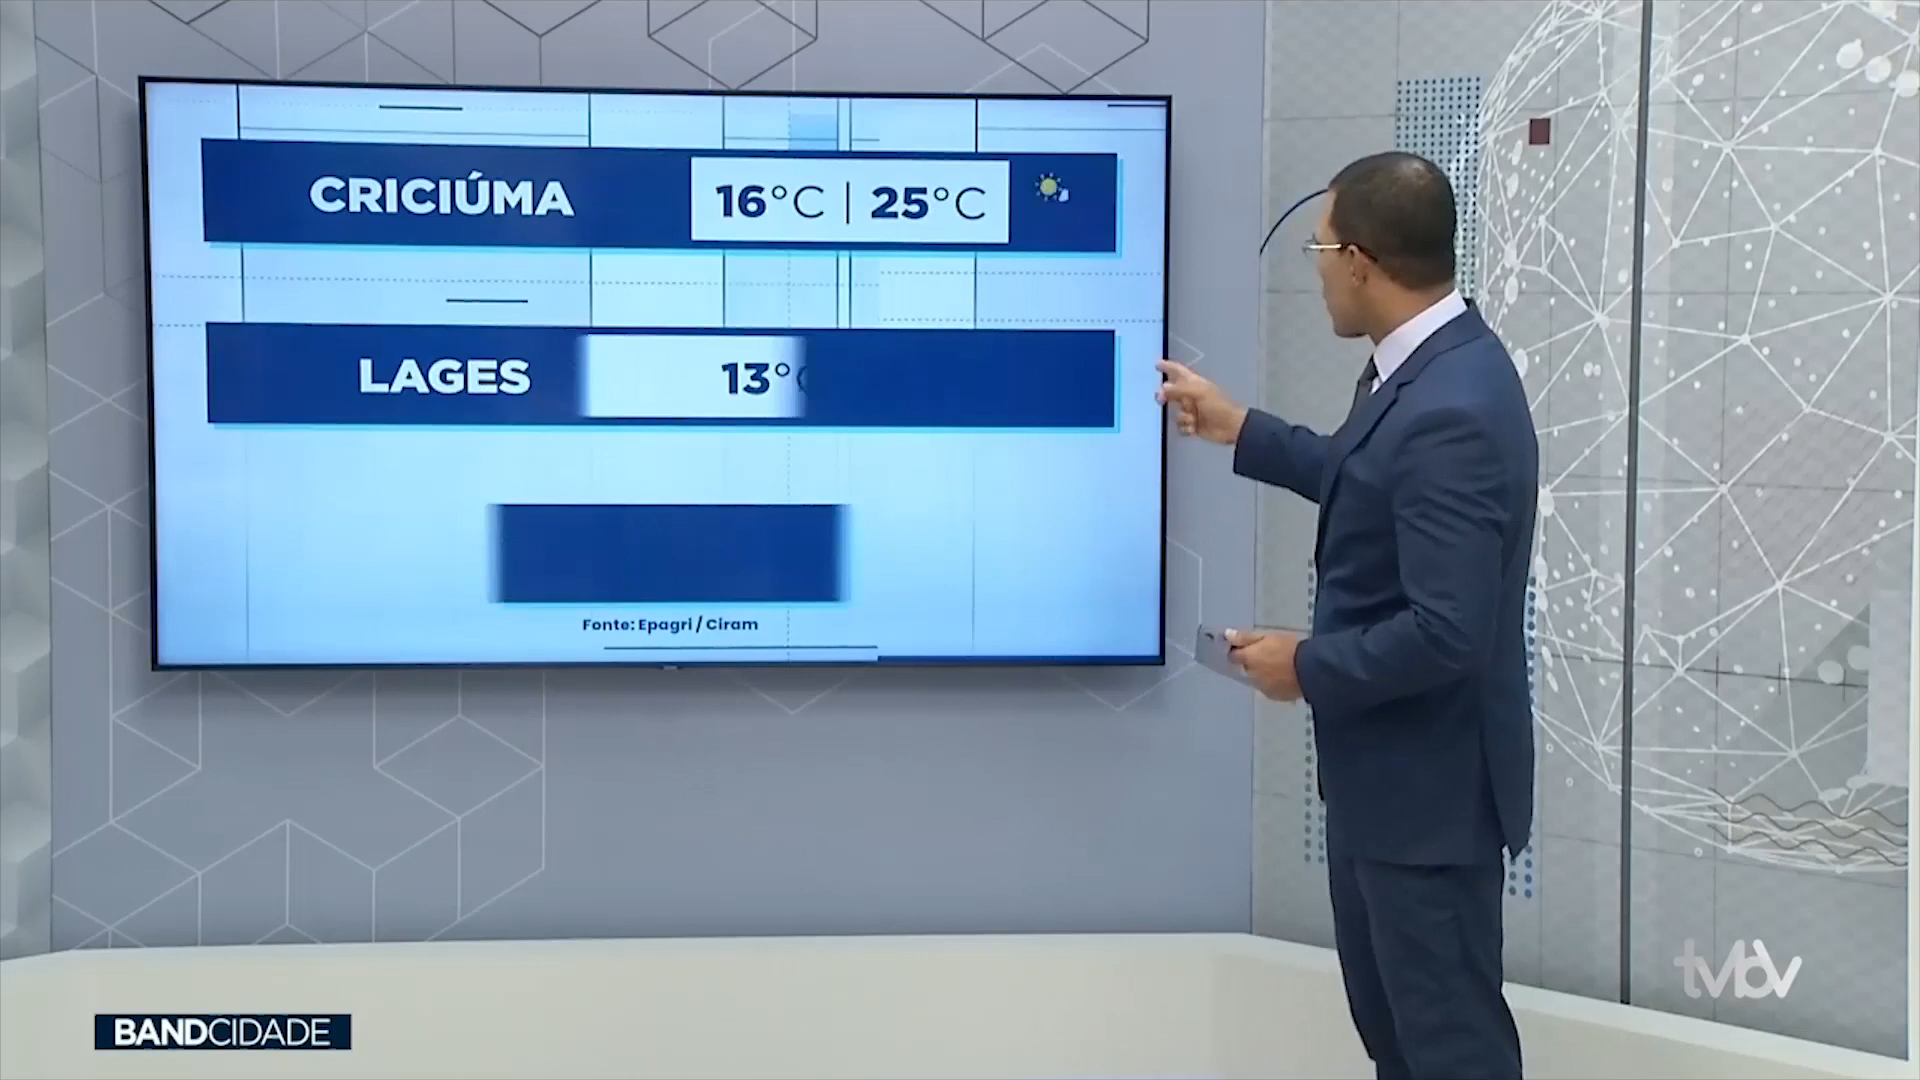 CRICIÚMA 16°C | 25°C
LAGES 13°
Fonte: Epagri / Ciram
BANDCIDADE
tvbv